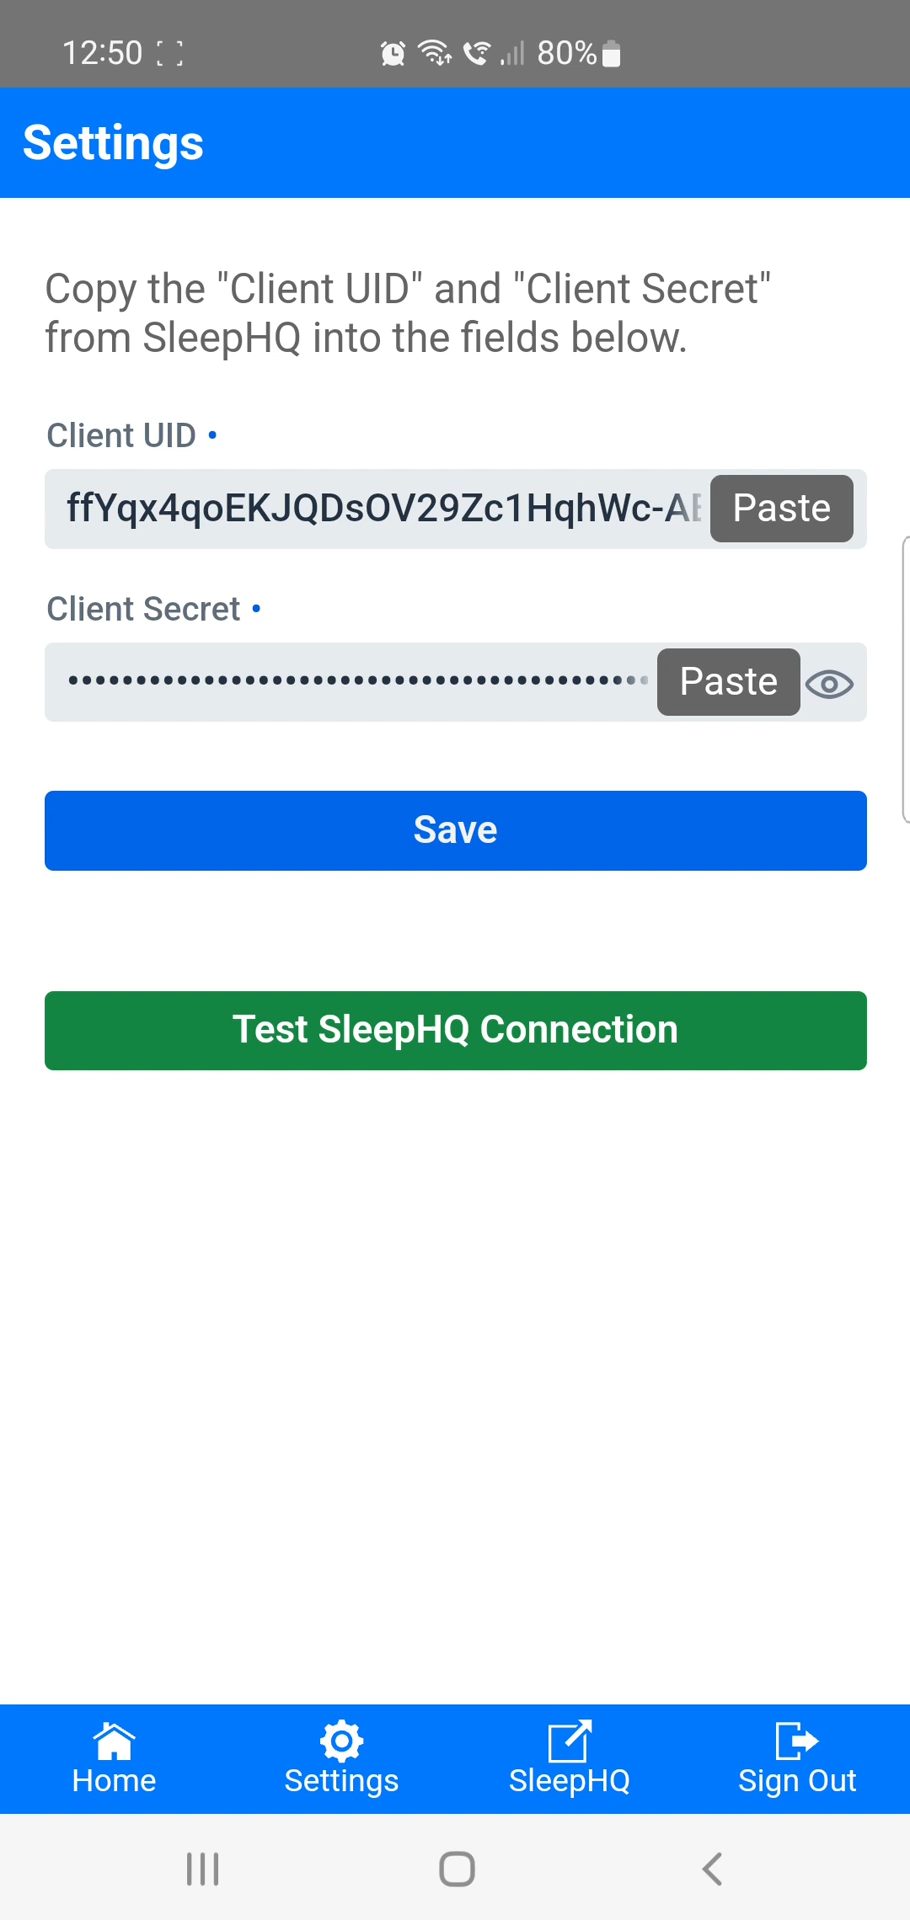 12:50
80%
Settings
Copy the "Client UID" and "Client Secret"
from SleepHQ into the fields below.
Client UID •
ffYqx4qoEKJQDsOV29Zc1HqhWc-A
Paste
Client Secret •
Paste
Save
Test SleepHQ Connection
Home
Settings
SleepHQ
Sign Out